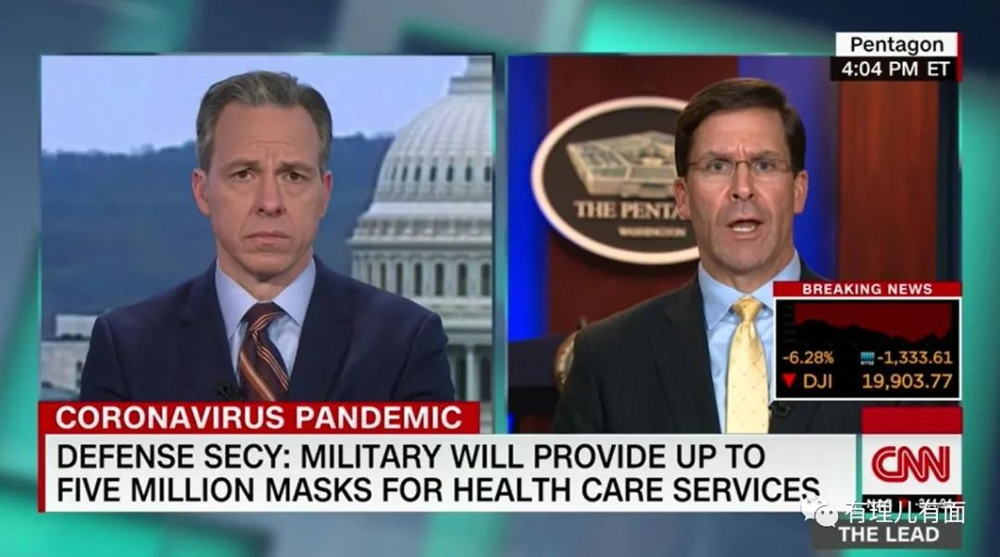 Pentagon
4:04 PM ET
THE PENTA
WASHINGTON
BREAKING NEWS
-6.28% NYSE -1,333.61
DJI 19,903.77
CORONAVIRUS PANDEMIC
DEFENSE SECY: MILITARY WILL PROVIDE UP TO
FIVE MILLION MASKS FOR HEALTH CARE SERVICES
CNN
有理儿有面
THE LEAD